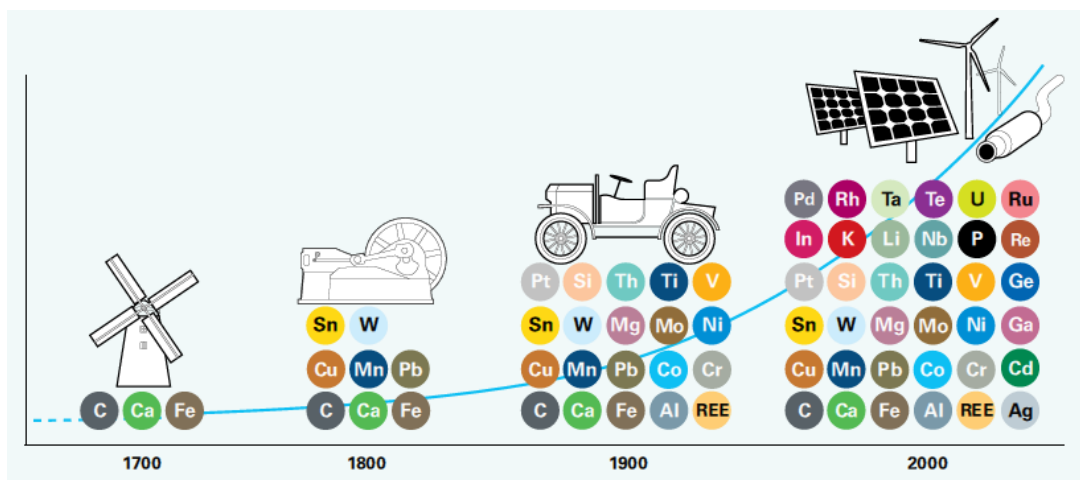 Pd Rh Ta Te U Ru
In K Li Nb P Re
Pt Si Th Ti V Pt Si Th Ti V Ge
Sn W Sn W Mg Mo Ni Sn W Mg Mo Ni Ga
Cu Mn Pb Cu Mn Pb Co Cr Cu Mn Pb Co Cr Cd
C Ca Fe C Ca Fe C Ca Fe Al REE C Ca Fe Al REE Ag
1700 1800 1900 2000